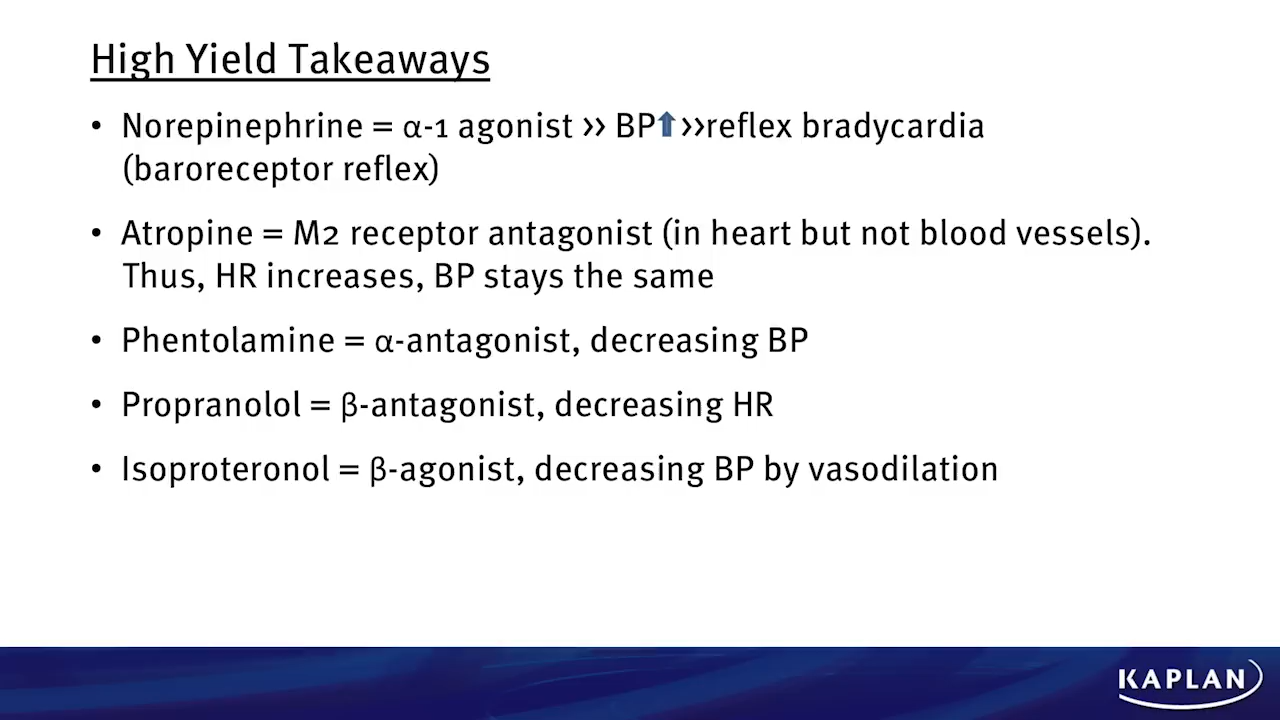 High Yield Takeaways
• Norepinephrine = α-1 agonist >> BP⬆>>reflex bradycardia
(baroreceptor reflex)
• Atropine = M2 receptor antagonist (in heart but not blood vessels).
Thus, HR increases, BP stays the same
• Phentolamine = α-antagonist, decreasing BP
• Propranolol = β-antagonist, decreasing HR
• Isoproteronol = β-agonist, decreasing BP by vasodilation
KAPLAN